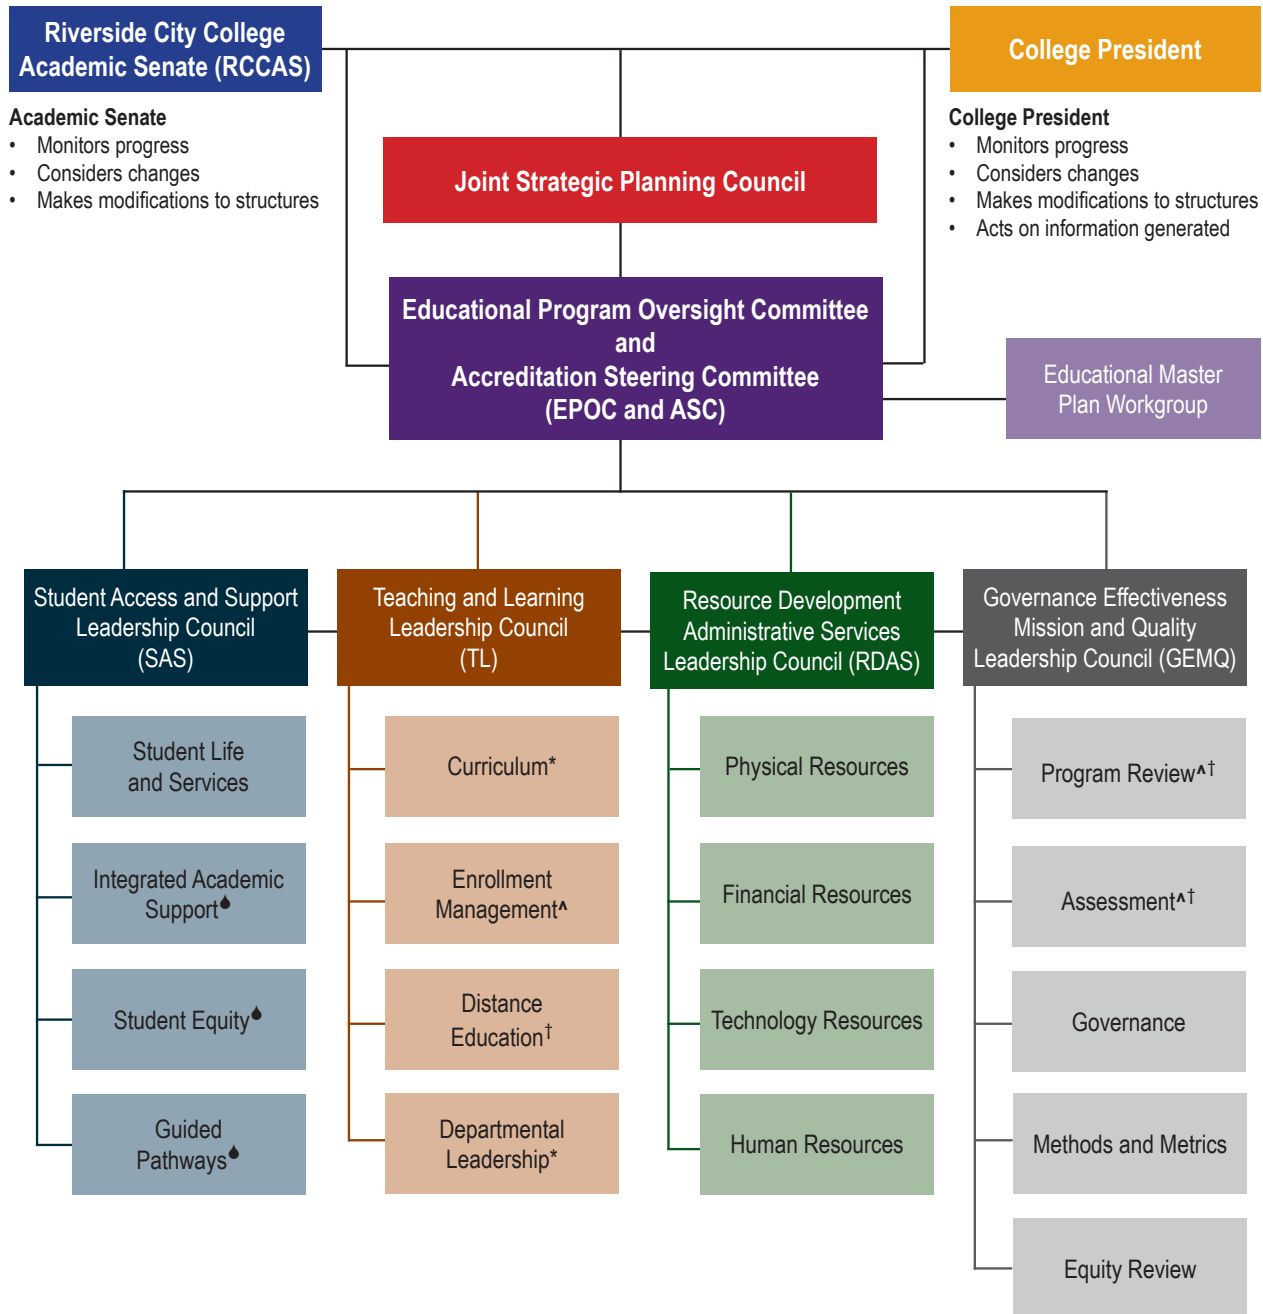 Riverside City College
Academic Senate (RCCAS)
College President
Academic Senate
• Monitors progress
• Considers changes
• Makes modifications to structures
College President
• Monitors progress
• Considers changes
• Makes modifications to structures
• Acts on information generated
Joint Strategic Planning Council
Educational Program Oversight Committee
and
Accreditation Steering Committee
(EPOC and ASC)
Educational Master
Plan Workgroup
Student Access and Support
Leadership Council
(SAS)
Teaching and Learning
Leadership Council
(TL)
Resource Development
Administrative Services
Leadership Council (RDAS)
Governance Effectiveness
Mission and Quality
Leadership Council (GEMQ)
Student Life
and Services
Integrated Academic
Support🌢
Student Equity🌢
Guided
Pathways🌢
Curriculum*
Enrollment
Management^
Distance
Education†
Departmental
Leadership*
Physical Resources
Financial Resources
Technology Resources
Human Resources
Program Review^†
Assessment^†
Governance
Methods and Metrics
Equity Review